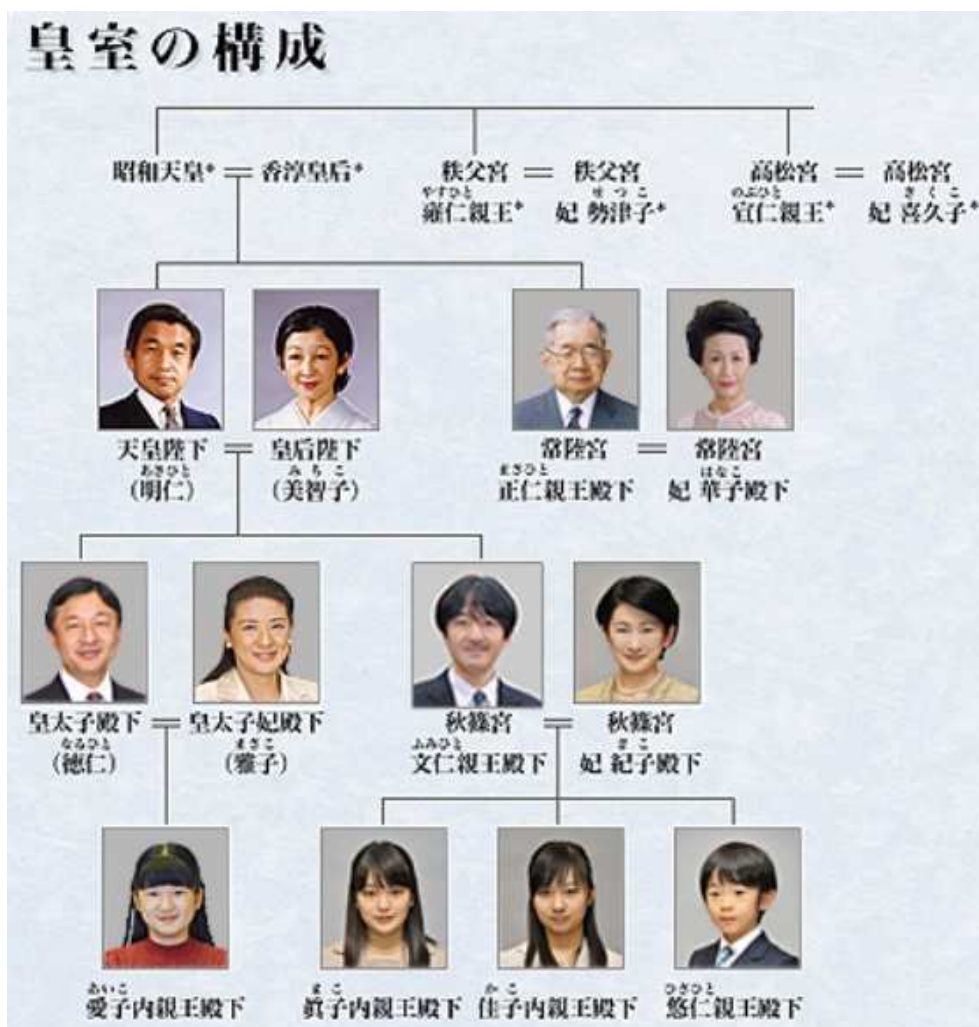 皇室の構成
昭和天皇* 香淳皇后* 秩父宮 秩父宮 高松宮 高松宮
やすひと せつこ のぶひと きくこ
雍仁親王* 妃 勢津子* 宣仁親王* 妃 喜久子*
天皇陛下 皇后陛下 常陸宮 常陸宮
あきひと みちこ まさひと はなこ
(明仁) (美智子) 正仁親王殿下 妃 華子殿下
皇太子殿下 皇太子妃殿下 秋篠宮 秋篠宮
なるひと まさこ ふみひと きこ
(徳仁) (雅子) 文仁親王殿下 妃 紀子殿下
あいこ まこ かこ ひさひと
愛子内親王殿下 眞子内親王殿下 佳子内親王殿下 悠仁親王殿下